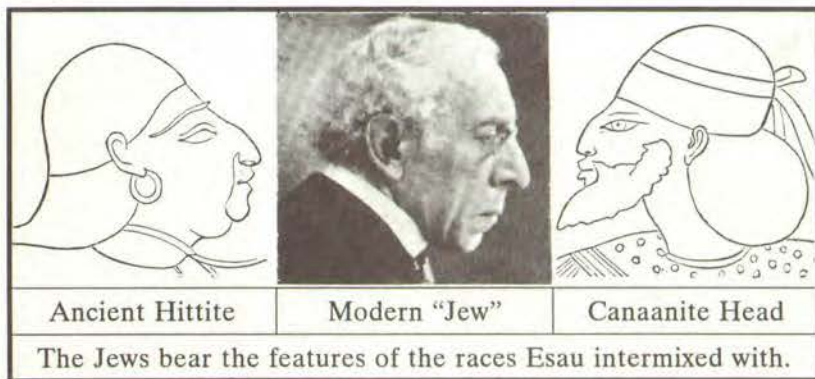 Ancient Hittite
Modern "Jew"
Canaanite Head
The Jews bear the features of the races Esau intermixed with.